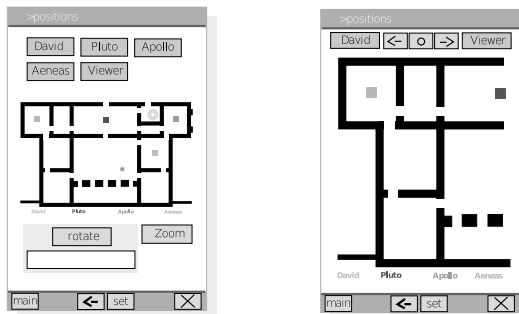 >positions
David Pluto Apollo
Aeneas Viewer
David Pluto Apollo Aeneas
rotate Zoom
main <- set X
>positions
David <- o -> Viewer
David Pluto Apollo Aeneas
main <- set X